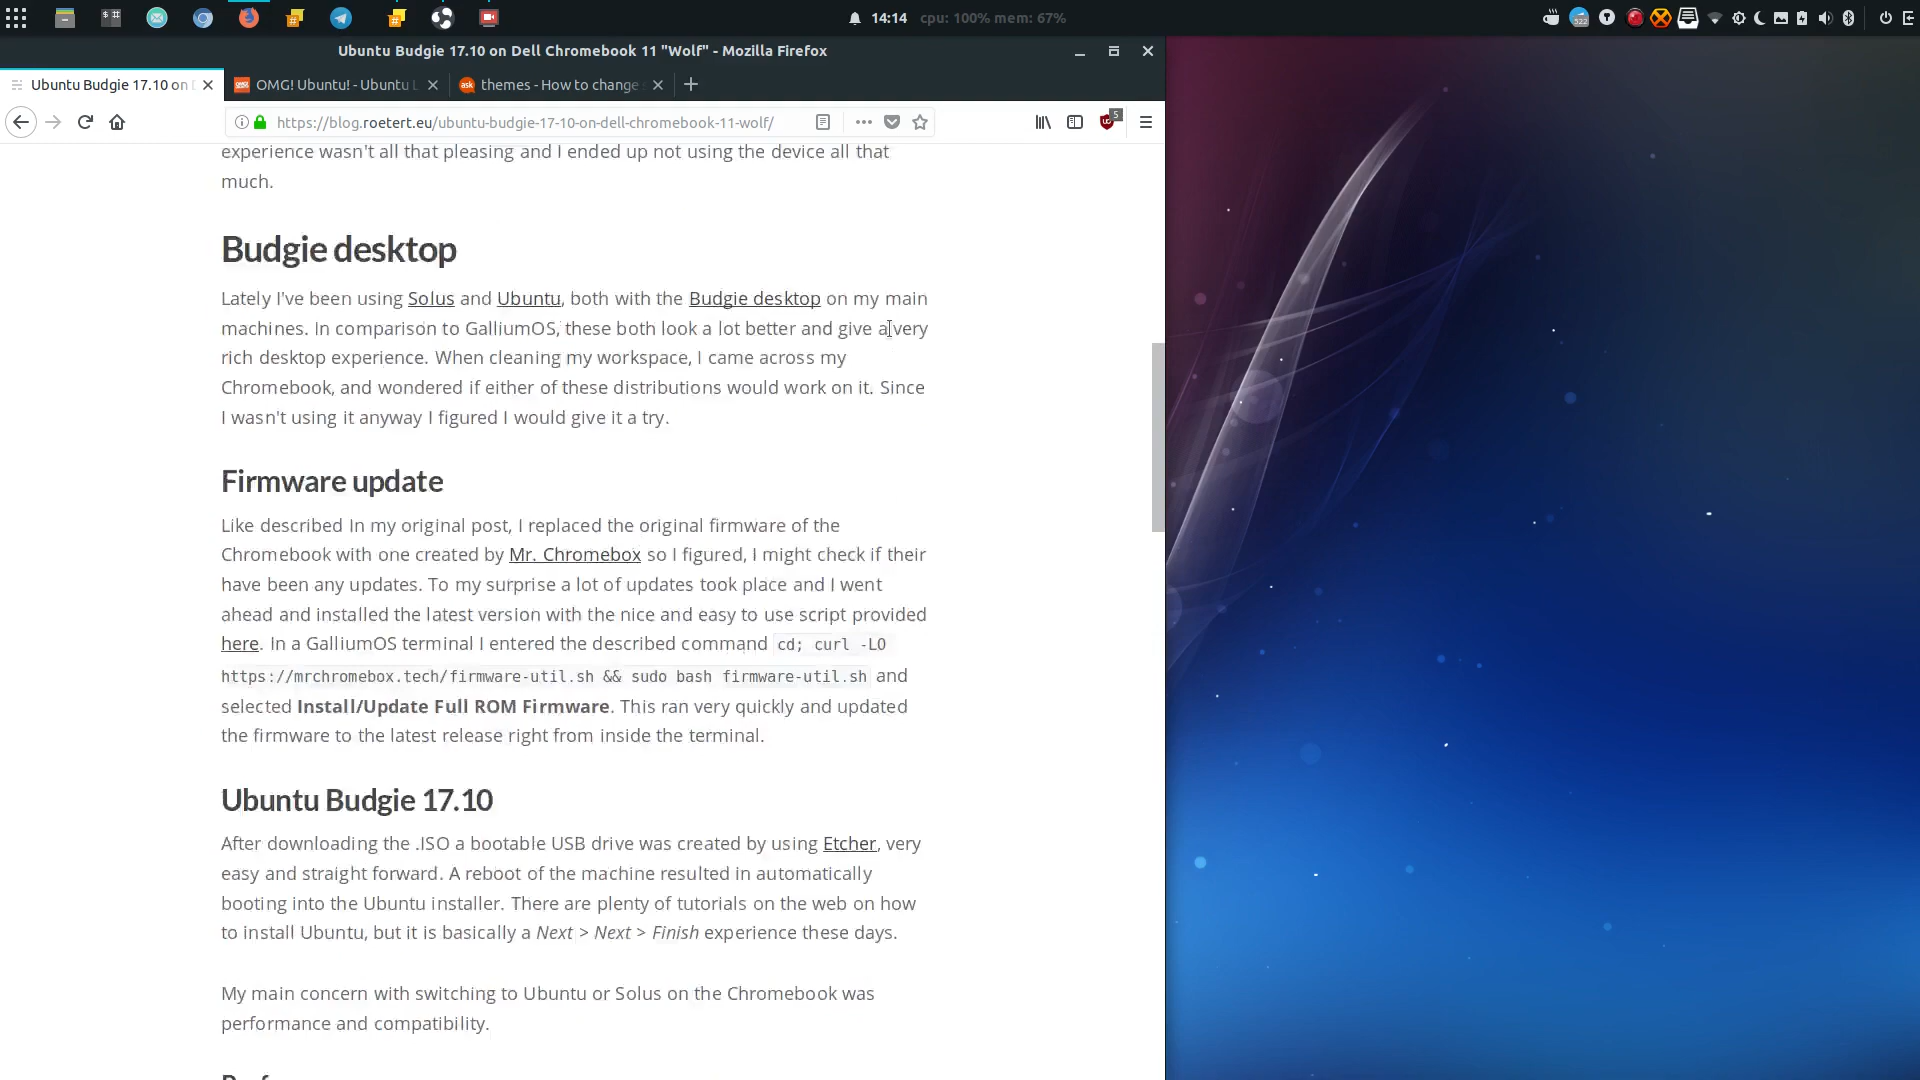 14:14 cpu: 100% mem: 67%
522
Ubuntu Budgie 17.10 on Dell Chromebook 11 "Wolf" - Mozilla Firefox
Ubuntu Budgie 17.10 on
OMG! Ubuntu! - Ubuntu
ask themes - How to change
https://blog.roetert.eu/ubuntu-budgie-17-10-on-dell-chromebook-11-wolf/
5
experience wasn't all that pleasing and I ended up not using the device all that
much.
Budgie desktop
Lately I've been using Solus and Ubuntu, both with the Budgie desktop on my main
machines. In comparison to GalliumOS, these both look a lot better and give a very
rich desktop experience. When cleaning my workspace, I came across my
Chromebook, and wondered if either of these distributions would work on it. Since
I wasn't using it anyway I figured I would give it a try.
Firmware update
Like described In my original post, I replaced the original firmware of the
Chromebook with one created by Mr. Chromebox so I figured, I might check if their
have been any updates. To my surprise a lot of updates took place and I went
ahead and installed the latest version with the nice and easy to use script provided
here. In a GalliumOS terminal I entered the described command cd; curl -LO
https://mrchromebox.tech/firmware-util.sh && sudo bash firmware-util.sh and
selected Install/Update Full ROM Firmware. This ran very quickly and updated
the firmware to the latest release right from inside the terminal.
Ubuntu Budgie 17.10
After downloading the .ISO a bootable USB drive was created by using Etcher, very
easy and straight forward. A reboot of the machine resulted in automatically
booting into the Ubuntu installer. There are plenty of tutorials on the web on how
to install Ubuntu, but it is basically a Next > Next > Finish experience these days.
My main concern with switching to Ubuntu or Solus on the Chromebook was
performance and compatibility.